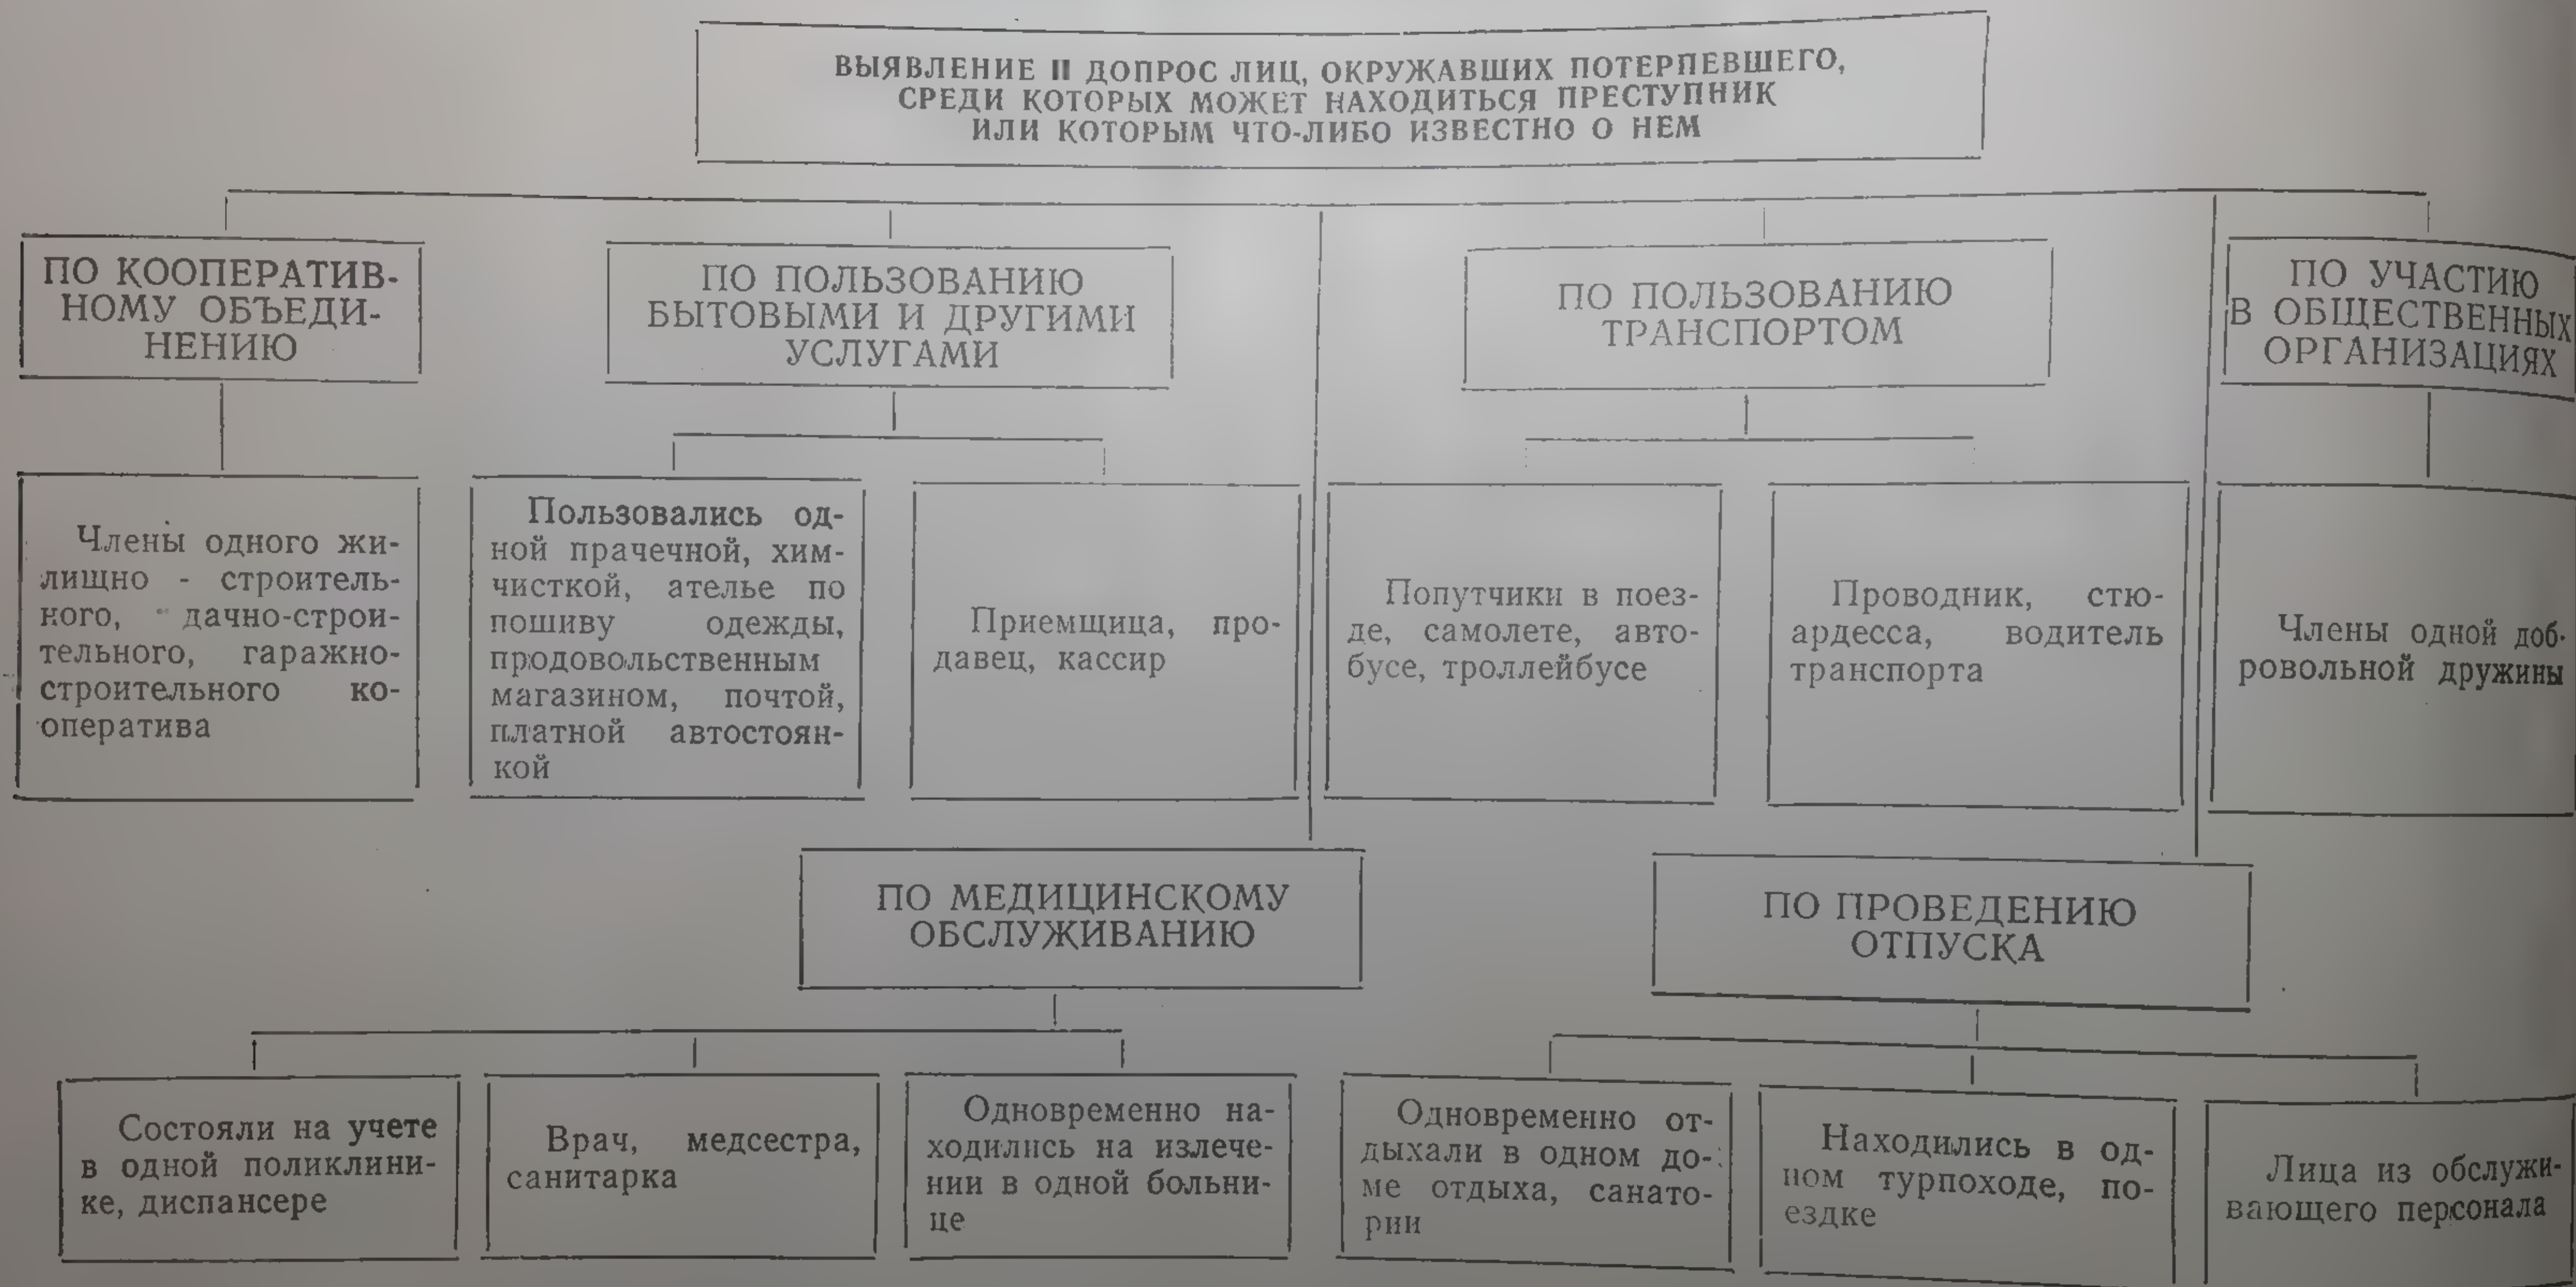 ВЫЯВЛЕНИЕ И ДОПРОС ЛИЦ, ОКРУЖАВШИХ ПОТЕРПЕВШЕГО,
СРЕДИ КОТОРЫХ МОЖЕТ НАХОДИТЬСЯ ПРЕСТУПНИК
ИЛИ КОТОРЫМ ЧТО-ЛИБО ИЗВЕСТНО О НЕМ
ПО КООПЕРАТИВ-
НОМУ ОБЪЕДИ-
НЕНИЮ
ПО ПОЛЬЗОВАНИЮ
БЫТОВЫМИ И ДРУГИМИ
УСЛУГАМИ
ПО ПОЛЬЗОВАНИЮ
ТРАНСПОРТОМ
ПО УЧАСТИЮ
В ОБЩЕСТВЕННЫХ
ОРГАНИЗАЦИЯХ
Члены одного жи-
лищно - строитель-
ного, дачно-строи-
тельного, гаражно-
строительного ко-
оператива
Пользовались од-
ной прачечной, хим-
чисткой, ателье по
пошиву одежды,
продовольственным
магазином, почтой,
платной автостоян-
кой
Приемщица, про-
давец, кассир
Попутчики в поез-
де, самолете, авто-
бусе, троллейбусе
Проводник, стю-
ардесса, водитель
транспорта
Члены одной доб-
ровольной дружины
ПО МЕДИЦИНСКОМУ
ОБСЛУЖИВАНИЮ
ПО ПРОВЕДЕНИЮ
ОТПУСКА
Состояли на учете
в одной поликлини-
ке, диспансере
Врач, медсестра,
санитарка
Одновременно на-
ходились на излече-
нии в одной больни-
це
Одновременно от-
дыхали в одном до-
ме отдыха, санато-
рии
Находились в од-
ном турпоходе, по-
ездке
Лица из обслужи-
вающего персонала